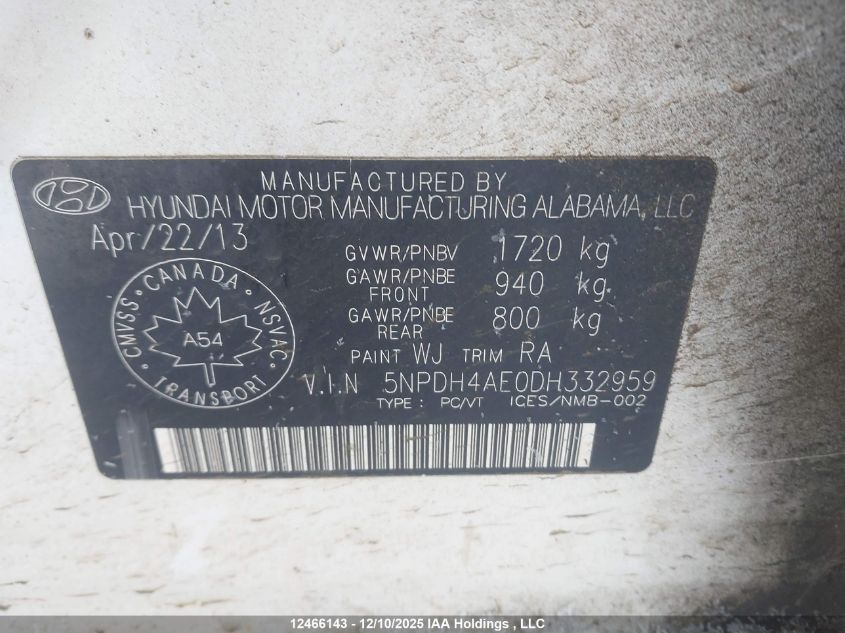 MANUFACTURED BY
HYUNDAI MOTOR MANUFACTURING ALABAMA, LLC
Apr/22/13
GVWR/PNBV 1720 kg
GAWR/PNBE FRONT 940 kg
GAWR/PNBE REAR 800 kg
PAINT WJ TRIM RA
V.I.N 5NPDH4AE0DH332959
TYPE : PC/VT ICES/NMB-002
CMVSS · CANADA · NSVAC
A54
TRANSPORT
12466143 - 12/10/2025 IAA Holdings , LLC